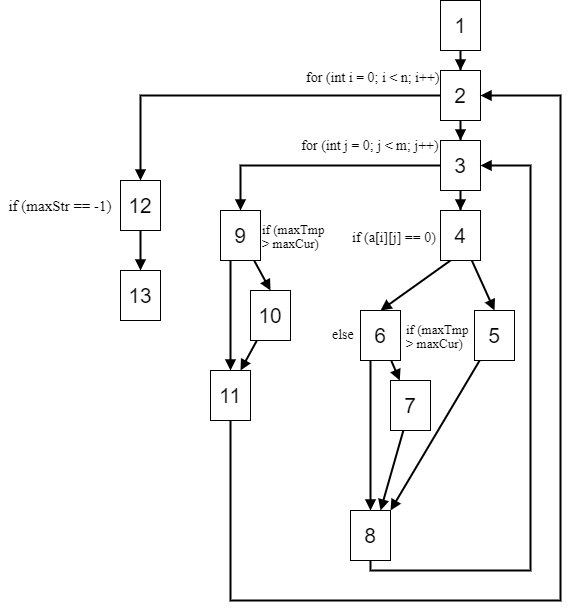 1
for (int i = 0; i < n; i++)
2
for (int j = 0; j < m; j++)
3
if (maxStr == -1)
12
9
if (maxTmp
> maxCur)
if (a[i][j] == 0)
4
13
10
else
6
if (maxTmp
> maxCur)
5
11
7
8